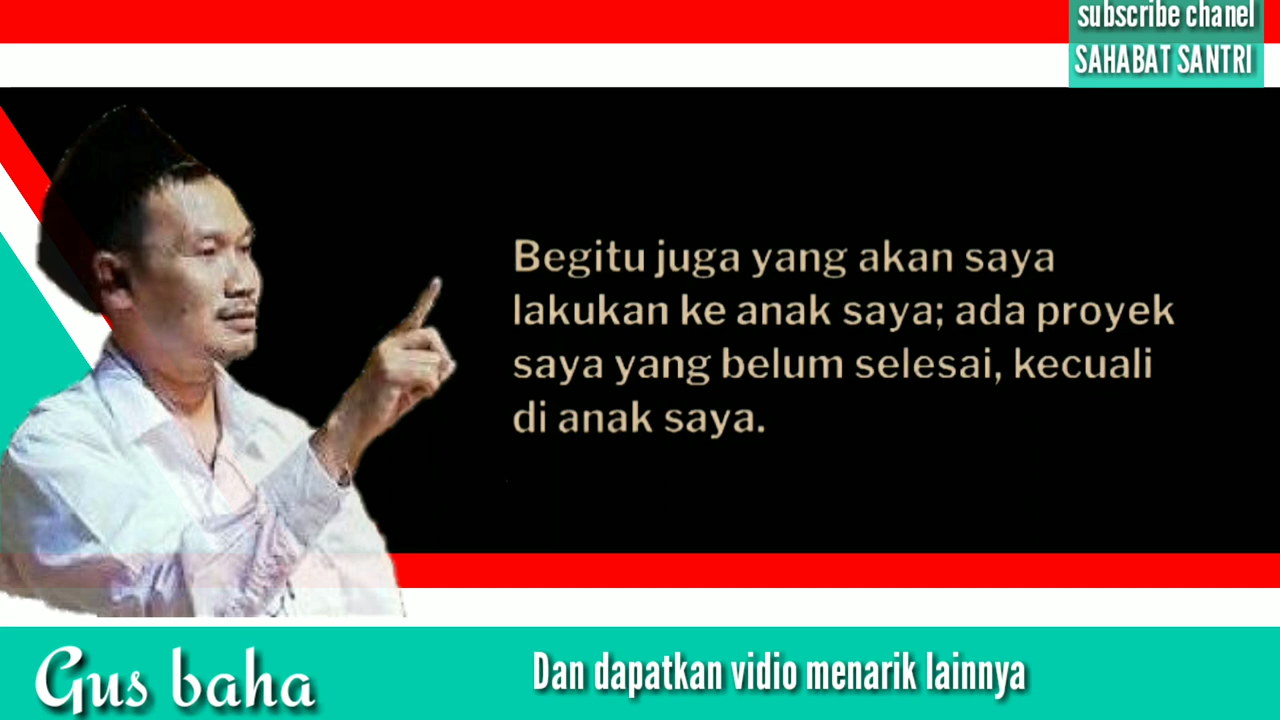 subscribe chanel
SAHABAT SANTRI
Begitu juga yang akan saya
lakukan ke anak saya; ada proyek
saya yang belum selesai, kecuali
di anak saya.
Gus baha
Dan dapatkan vidio menarik lainnya